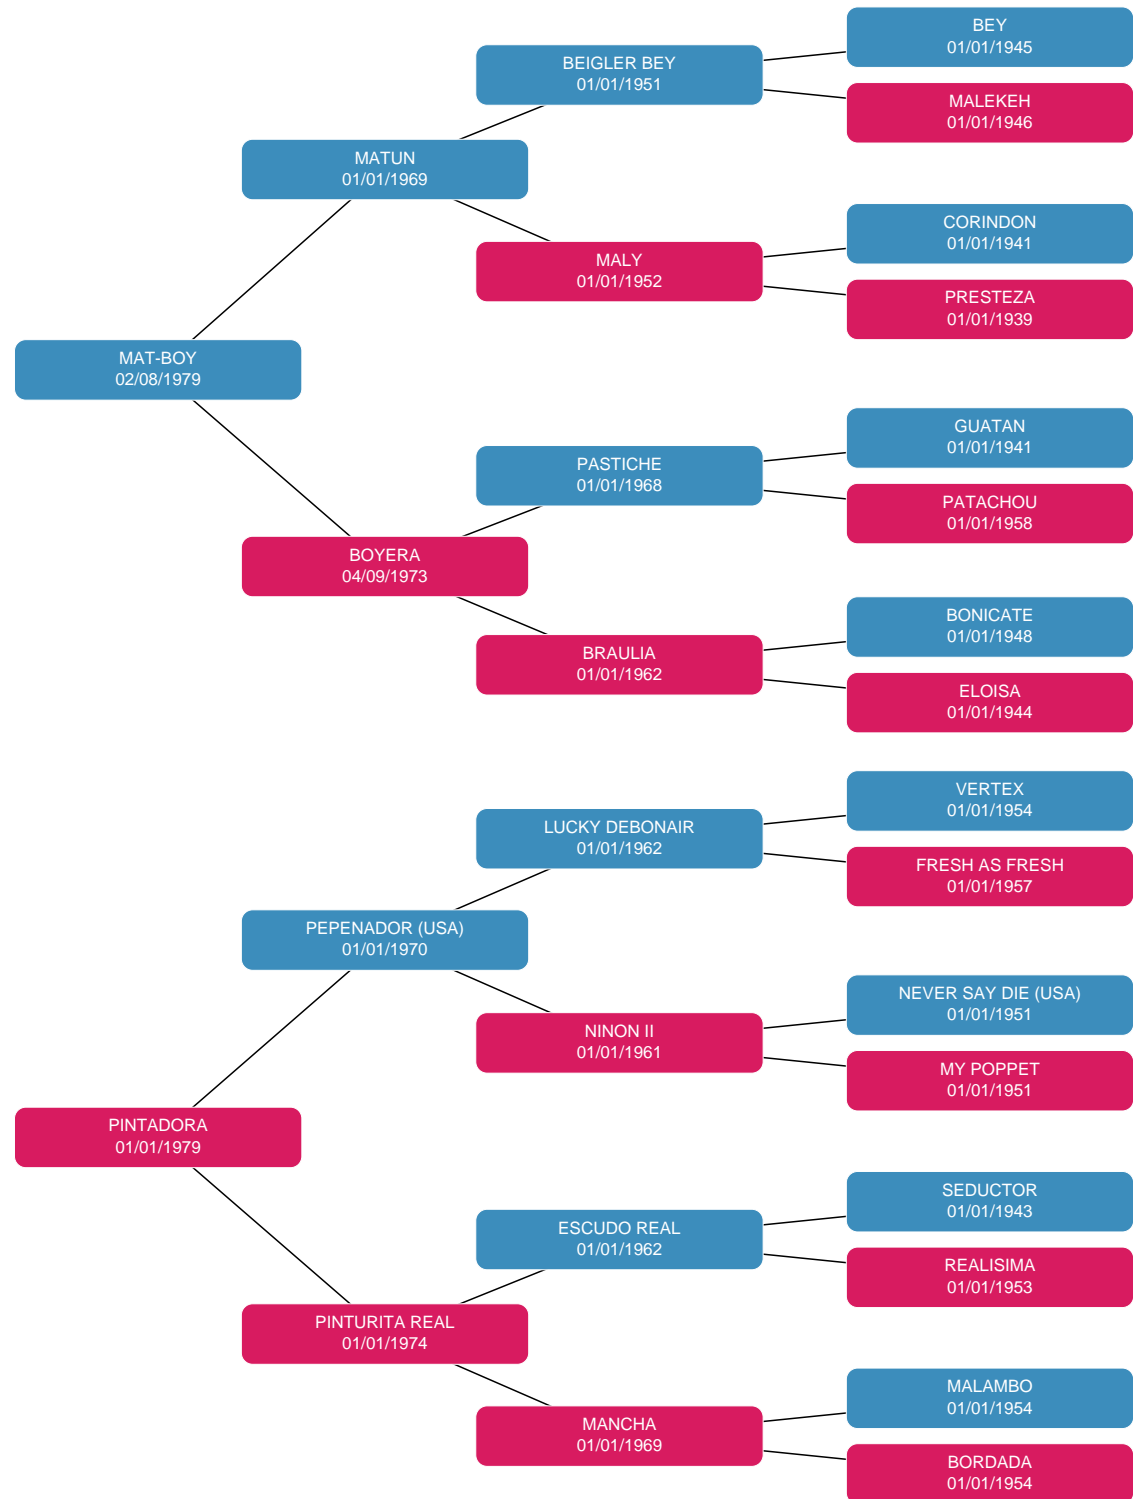 BEY
01/01/1945
BEIGLER BEY
01/01/1951
MALEKEH
01/01/1946
MATUN
01/01/1969
CORINDON
01/01/1941
MALY
01/01/1952
PRESTEZA
01/01/1939
MAT-BOY
02/08/1979
GUATAN
01/01/1941
PASTICHE
01/01/1968
PATACHOU
01/01/1958
BOYERA
04/09/1973
BONICATE
01/01/1948
BRAULIA
01/01/1962
ELOISA
01/01/1944
VERTEX
01/01/1954
LUCKY DEBONAIR
01/01/1962
FRESH AS FRESH
01/01/1957
PEPENADOR (USA)
01/01/1970
NEVER SAY DIE (USA)
01/01/1951
NINON II
01/01/1961
MY POPPET
01/01/1951
PINTADORA
01/01/1979
SEDUCTOR
01/01/1943
ESCUDO REAL
01/01/1962
REALISIMA
01/01/1953
PINTURITA REAL
01/01/1974
MALAMBO
01/01/1954
MANCHA
01/01/1969
BORDADA
01/01/1954